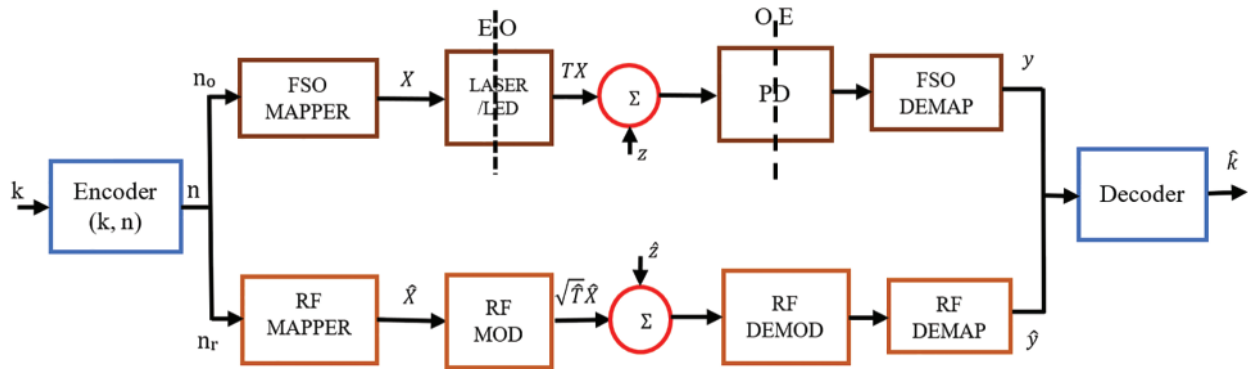 E O
O E
n₀
FSO
MAPPER
X
LASER
/LED
TX
Σ
z
PD
FSO
DEMAP
y
k
Encoder
(k, n)
n
Decoder
k̂
nᵣ
RF
MAPPER
X̂
RF
MOD
√T̂X̂
ẑ
Σ
RF
DEMOD
RF
DEMAP
ŷ